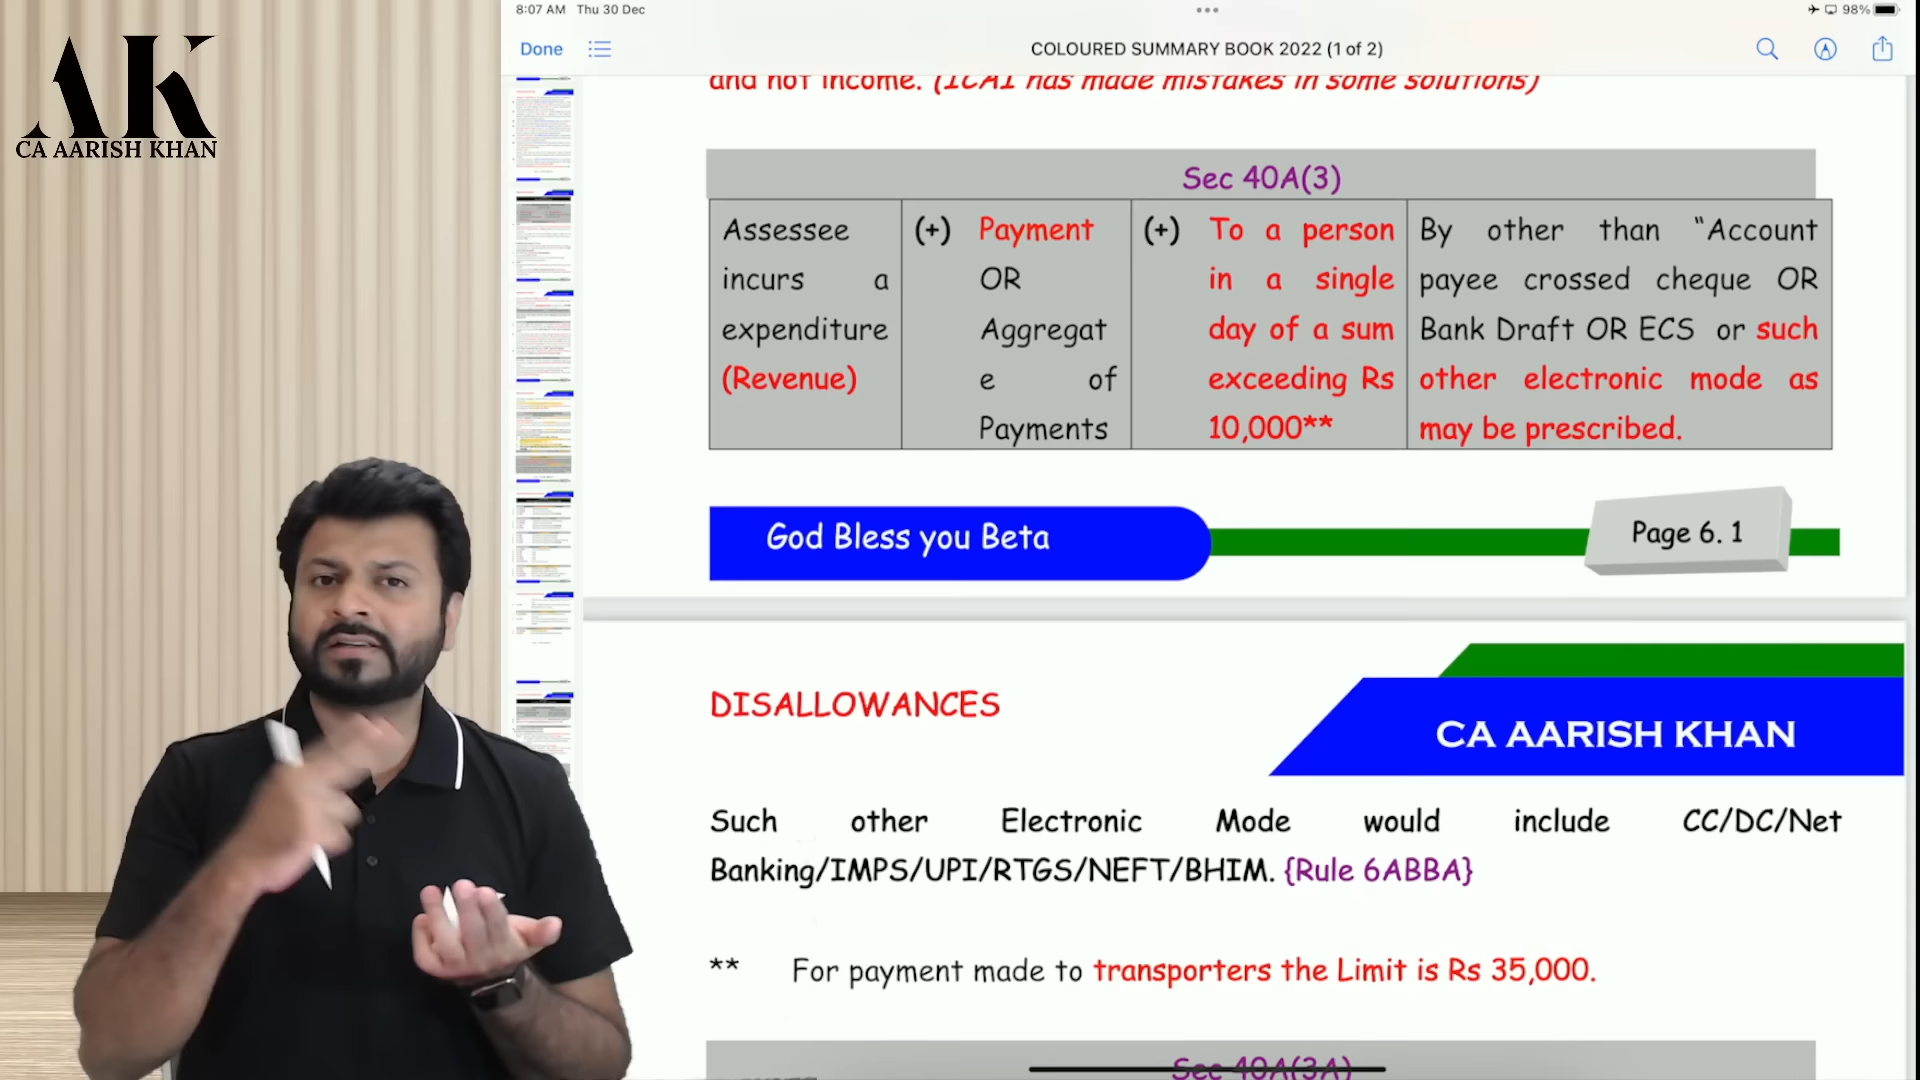 8:07 AM Thu 30 Dec
98%
AK
CA AARISH KHAN
Done
COLOURED SUMMARY BOOK 2022 (1 of 2)
and not income. (ICAI has made mistakes in some solutions)
Sec 40A(3)
Assessee
incurs a
expenditure
(Revenue)
(+) Payment
OR
Aggregat
e of
Payments
(+) To a person
in a single
day of a sum
exceeding Rs
10,000**
By other than “Account
payee crossed cheque OR
Bank Draft OR ECS or such
other electronic mode as
may be prescribed.
God Bless you Beta
Page 6. 1
DISALLOWANCES
CA AARISH KHAN
Such other Electronic Mode would include CC/DC/Net
Banking/IMPS/UPI/RTGS/NEFT/BHIM. {Rule 6ABBA}
** For payment made to transporters the Limit is Rs 35,000.
Sec 40A(3A)